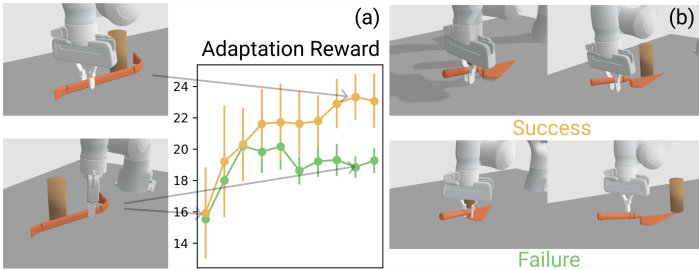 (a)
Adaptation Reward
24
22
20
18
16
14
(b)
Success
Failure